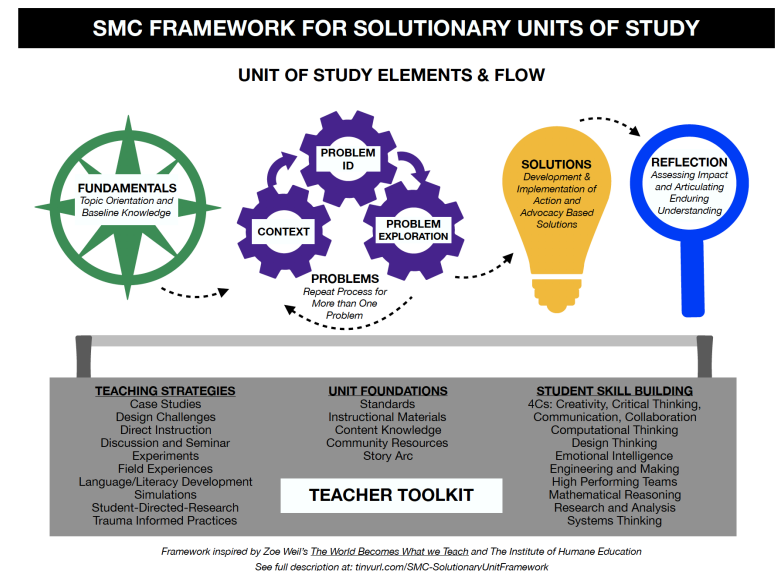 SMC FRAMEWORK FOR SOLUTIONARY UNITS OF STUDY
UNIT OF STUDY ELEMENTS & FLOW
FUNDAMENTALS
Topic Orientation and
Baseline Knowledge
PROBLEM
ID
CONTEXT
PROBLEM
EXPLORATION
PROBLEMS
Repeat Process for
More than One
Problem
SOLUTIONS
Development &
Implementation of
Action and
Advocacy Based
Solutions
REFLECTION
Assessing Impact
and Articulating
Enduring
Understanding
TEACHING STRATEGIES
Case Studies
Design Challenges
Direct Instruction
Discussion and Seminar
Experiments
Field Experiences
Language/Literacy Development
Simulations
Student-Directed-Research
Trauma Informed Practices
UNIT FOUNDATIONS
Standards
Instructional Materials
Content Knowledge
Community Resources
Story Arc
TEACHER TOOLKIT
STUDENT SKILL BUILDING
4Cs: Creativity, Critical Thinking,
Communication, Collaboration
Computational Thinking
Design Thinking
Emotional Intelligence
Engineering and Making
High Performing Teams
Mathematical Reasoning
Research and Analysis
Systems Thinking
Framework inspired by Zoe Weil's The World Becomes What we Teach and The Institute of Humane Education
See full description at: tinyurl.com/SMC-SolutionaryUnitFramework